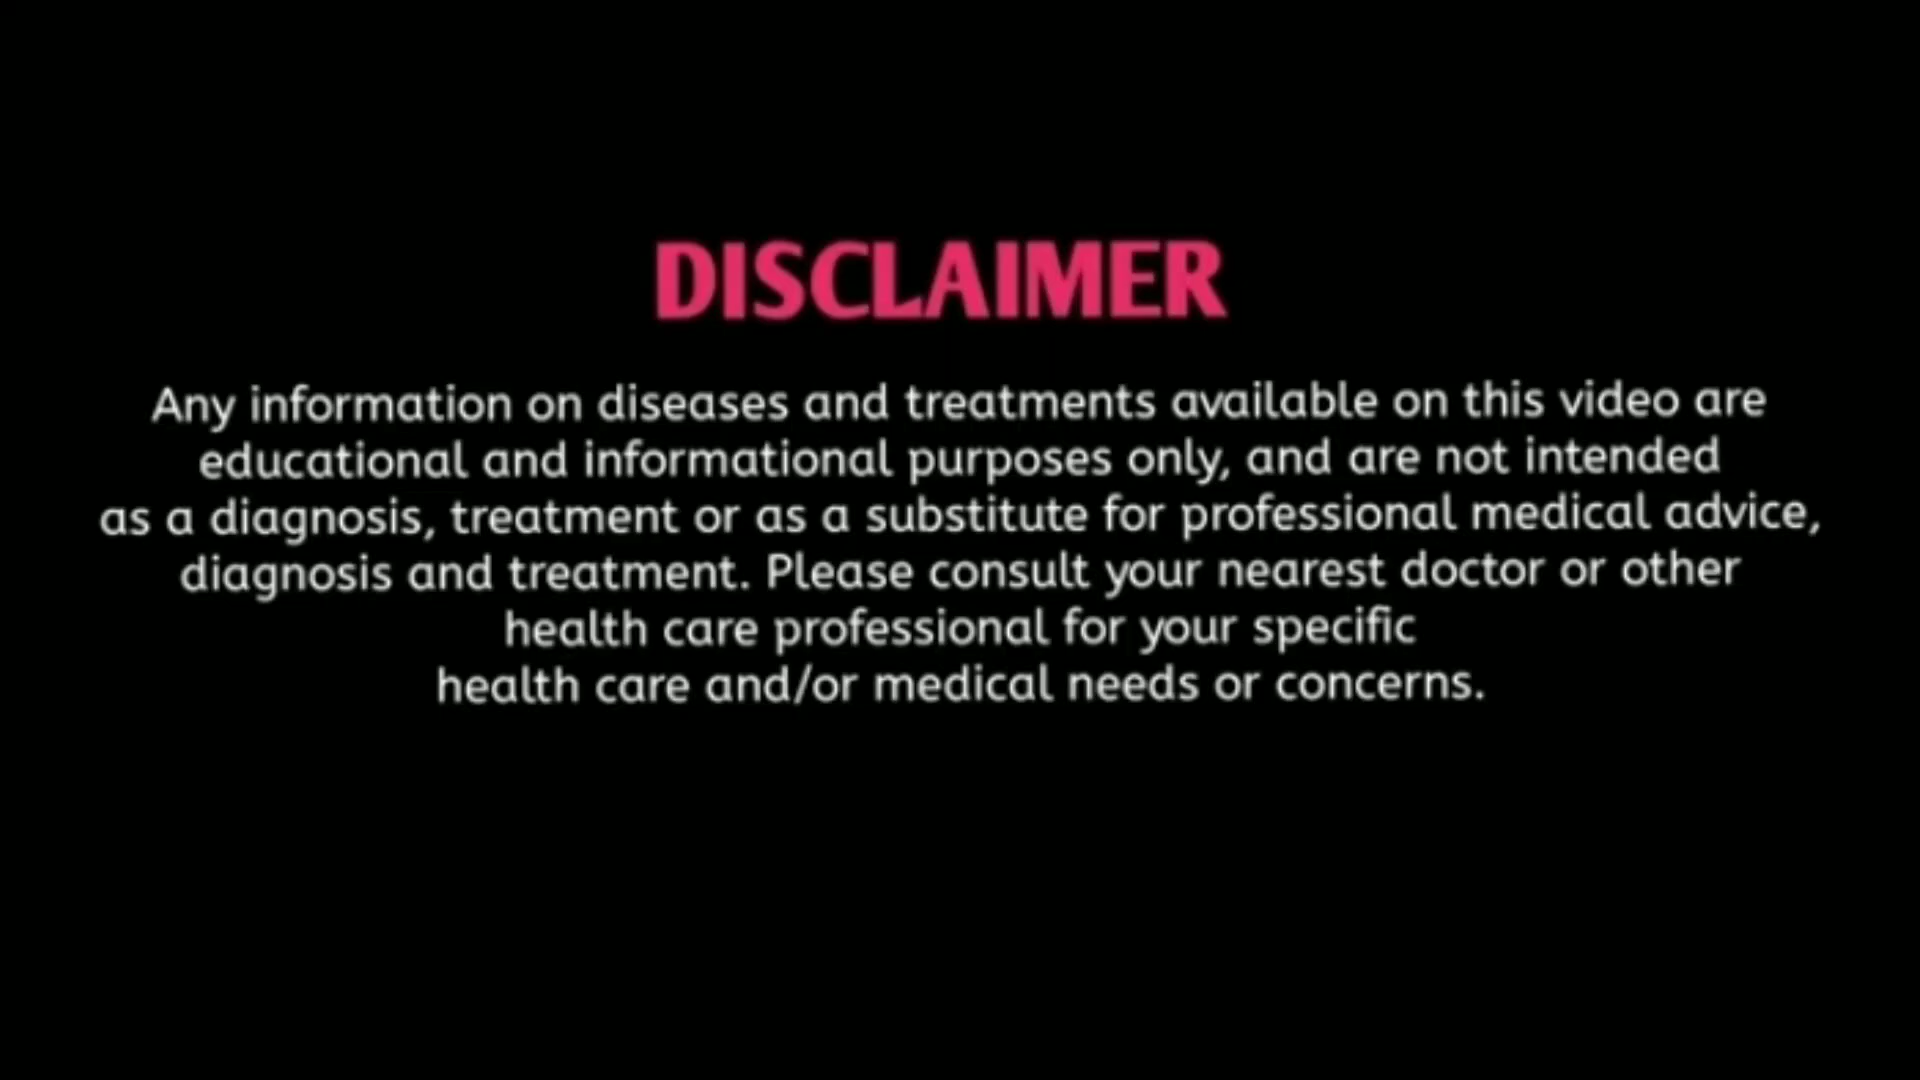 DISCLAIMER
Any information on diseases and treatments available on this video are
educational and informational purposes only, and are not intended
as a diagnosis, treatment or as a substitute for professional medical advice,
diagnosis and treatment. Please consult your nearest doctor or other
health care professional for your specific
health care and/or medical needs or concerns.